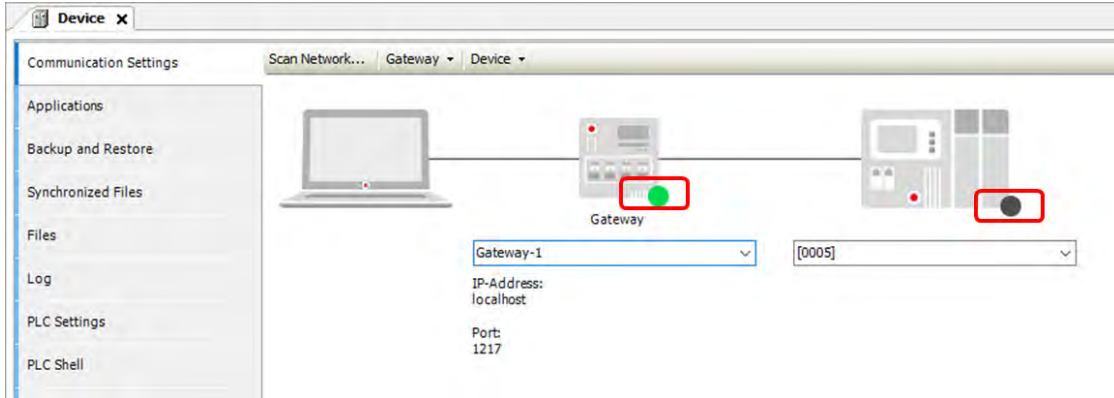 Device
Communication Settings
Scan Network... Gateway Device
Applications
Backup and Restore
Synchronized Files
Files
Log
PLC Settings
PLC Shell
Gateway
Gateway-1 [0005]
IP-Address:
localhost
Port:
1217